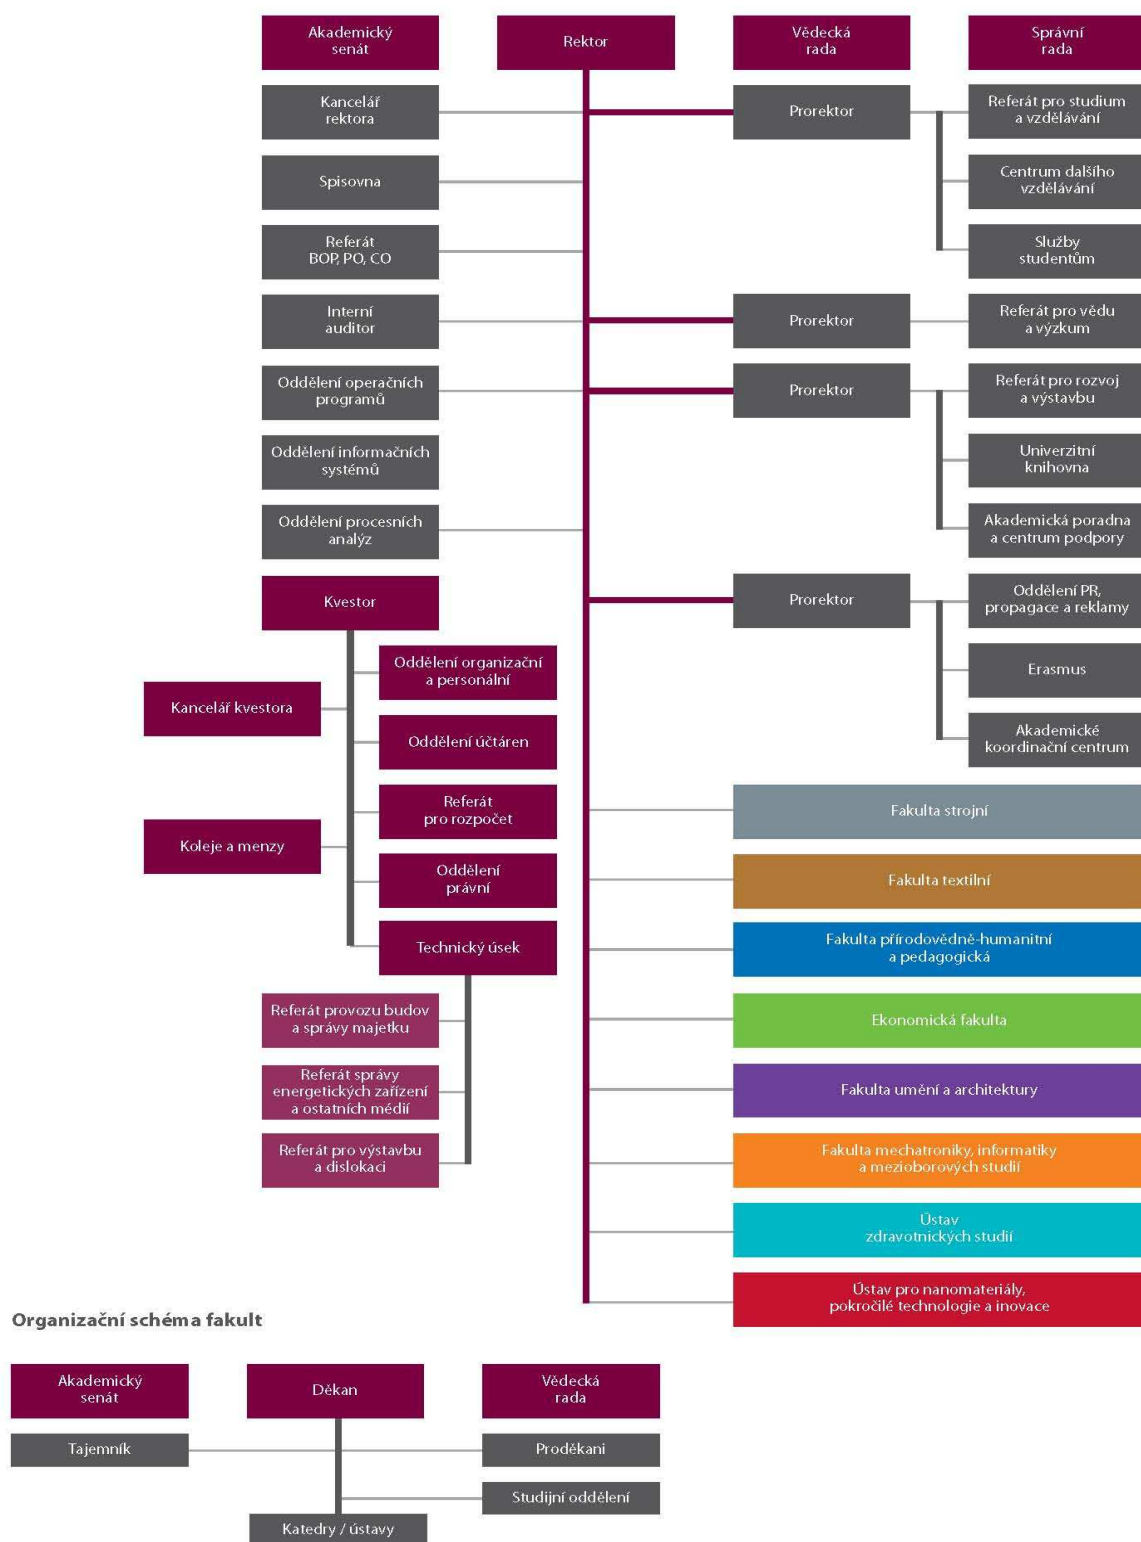 Akademický
senát
Rektor
Vědecká
rada
Správní
rada
Kancelář
rektora
Prorektor
Referát pro studium
a vzdělávání
Spisovna
Centrum dalšího
vzdělávání
Referát
BOP, PO, CO
Služby
studentům
Interní
auditor
Prorektor
Referát pro vědu
a výzkum
Oddělení operačních
programů
Prorektor
Referát pro rozvoj
a výstavbu
Oddělení informačních
systémů
Univerzitní
knihovna
Oddělení procesních
analýz
Akademická poradna
a centrum podpory
Kvestor
Prorektor
Oddělení PR,
propagace a reklamy
Oddělení organizační
a personální
Erasmus
Kancelář kvestora
Oddělení účtáren
Akademické
koordinační centrum
Referát
pro rozpočet
Fakulta strojní
Koleje a menzy
Oddělení
právní
Fakulta textilní
Technický úsek
Fakulta přírodovědně-humanitní
a pedagogická
Referát provozu budov
a správy majetku
Ekonomická fakulta
Referát správy
energetických zařízení
a ostatních médií
Fakulta umění a architektury
Referát pro výstavbu
a dislokaci
Fakulta mechatroniky, informatiky
a mezioborových studií
Ústav
zdravotnických studií
Ústav pro nanomateriály,
pokročilé technologie a inovace
Organizační schéma fakult
Akademický
senát
Děkan
Vědecká
rada
Tajemník
Proděkani
Studijní oddělení
Katedry / ústavy